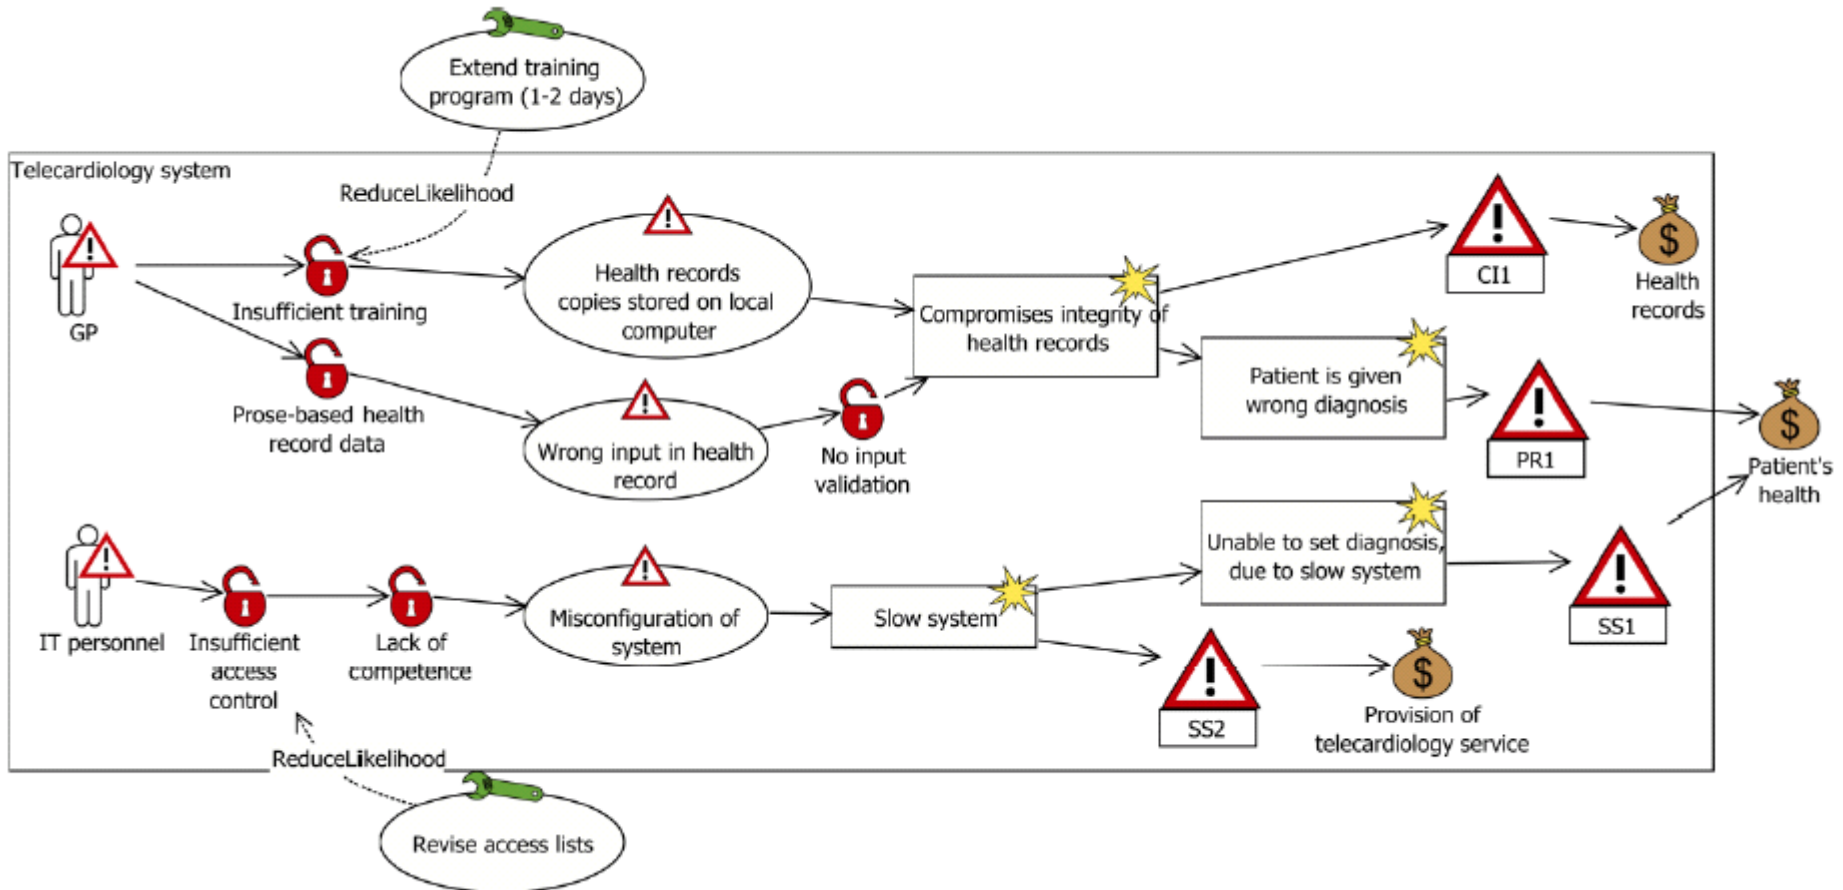 Extend training
program (1-2 days)
Telecardiology system
ReduceLikelihood
GP
Insufficient training
Health records
copies stored on local
computer
Compromises integrity of
health records
CI1
Health
records
Prose-based health
record data
Wrong input in health
record
No input
validation
Patient is given
wrong diagnosis
PR1
Patient's
health
IT personnel
Insufficient
access
control
Lack of
competence
Misconfiguration of
system
Slow system
Unable to set diagnosis,
due to slow system
SS1
SS2
Provision of
telecardiology service
ReduceLikelihood
Revise access lists